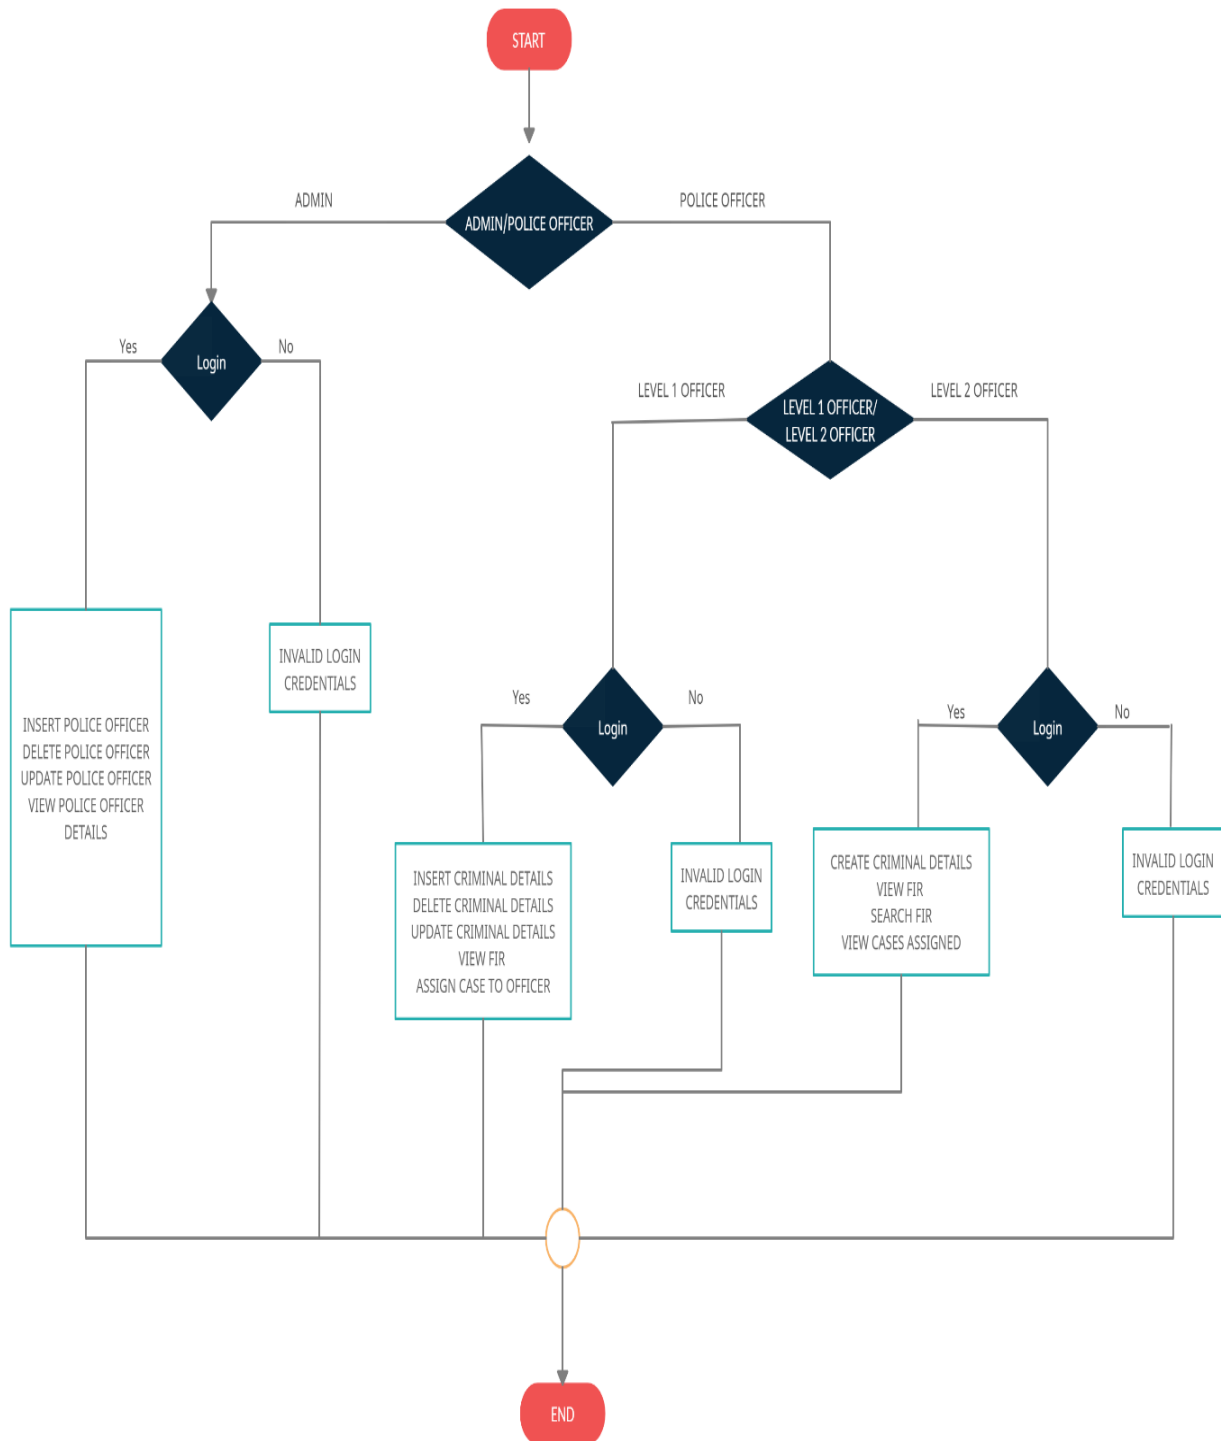 START
ADMIN
POLICE OFFICER
ADMIN/POLICE OFFICER
Yes
No
Login
LEVEL 1 OFFICER
LEVEL 2 OFFICER
LEVEL 1 OFFICER/
LEVEL 2 OFFICER
INVALID LOGIN
CREDENTIALS
INSERT POLICE OFFICER
DELETE POLICE OFFICER
UPDATE POLICE OFFICER
VIEW POLICE OFFICER
DETAILS
Yes
No
Login
Yes
No
Login
INSERT CRIMINAL DETAILS
DELETE CRIMINAL DETAILS
UPDATE CRIMINAL DETAILS
VIEW FIR
ASSIGN CASE TO OFFICER
INVALID LOGIN
CREDENTIALS
CREATE CRIMINAL DETAILS
VIEW FIR
SEARCH FIR
VIEW CASES ASSIGNED
INVALID LOGIN
CREDENTIALS
END